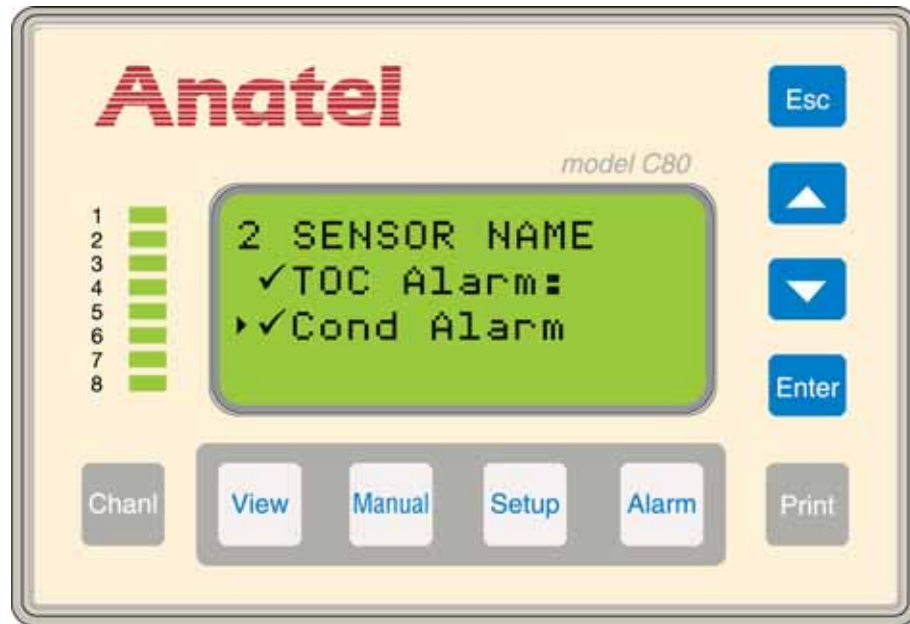 Anatel
model C80
Esc
1
2
3
4
5
6
7
8
2 SENSOR NAME
✓TOC Alarm:
▸✓Cond Alarm
Enter
Chanl
View
Manual
Setup
Alarm
Print